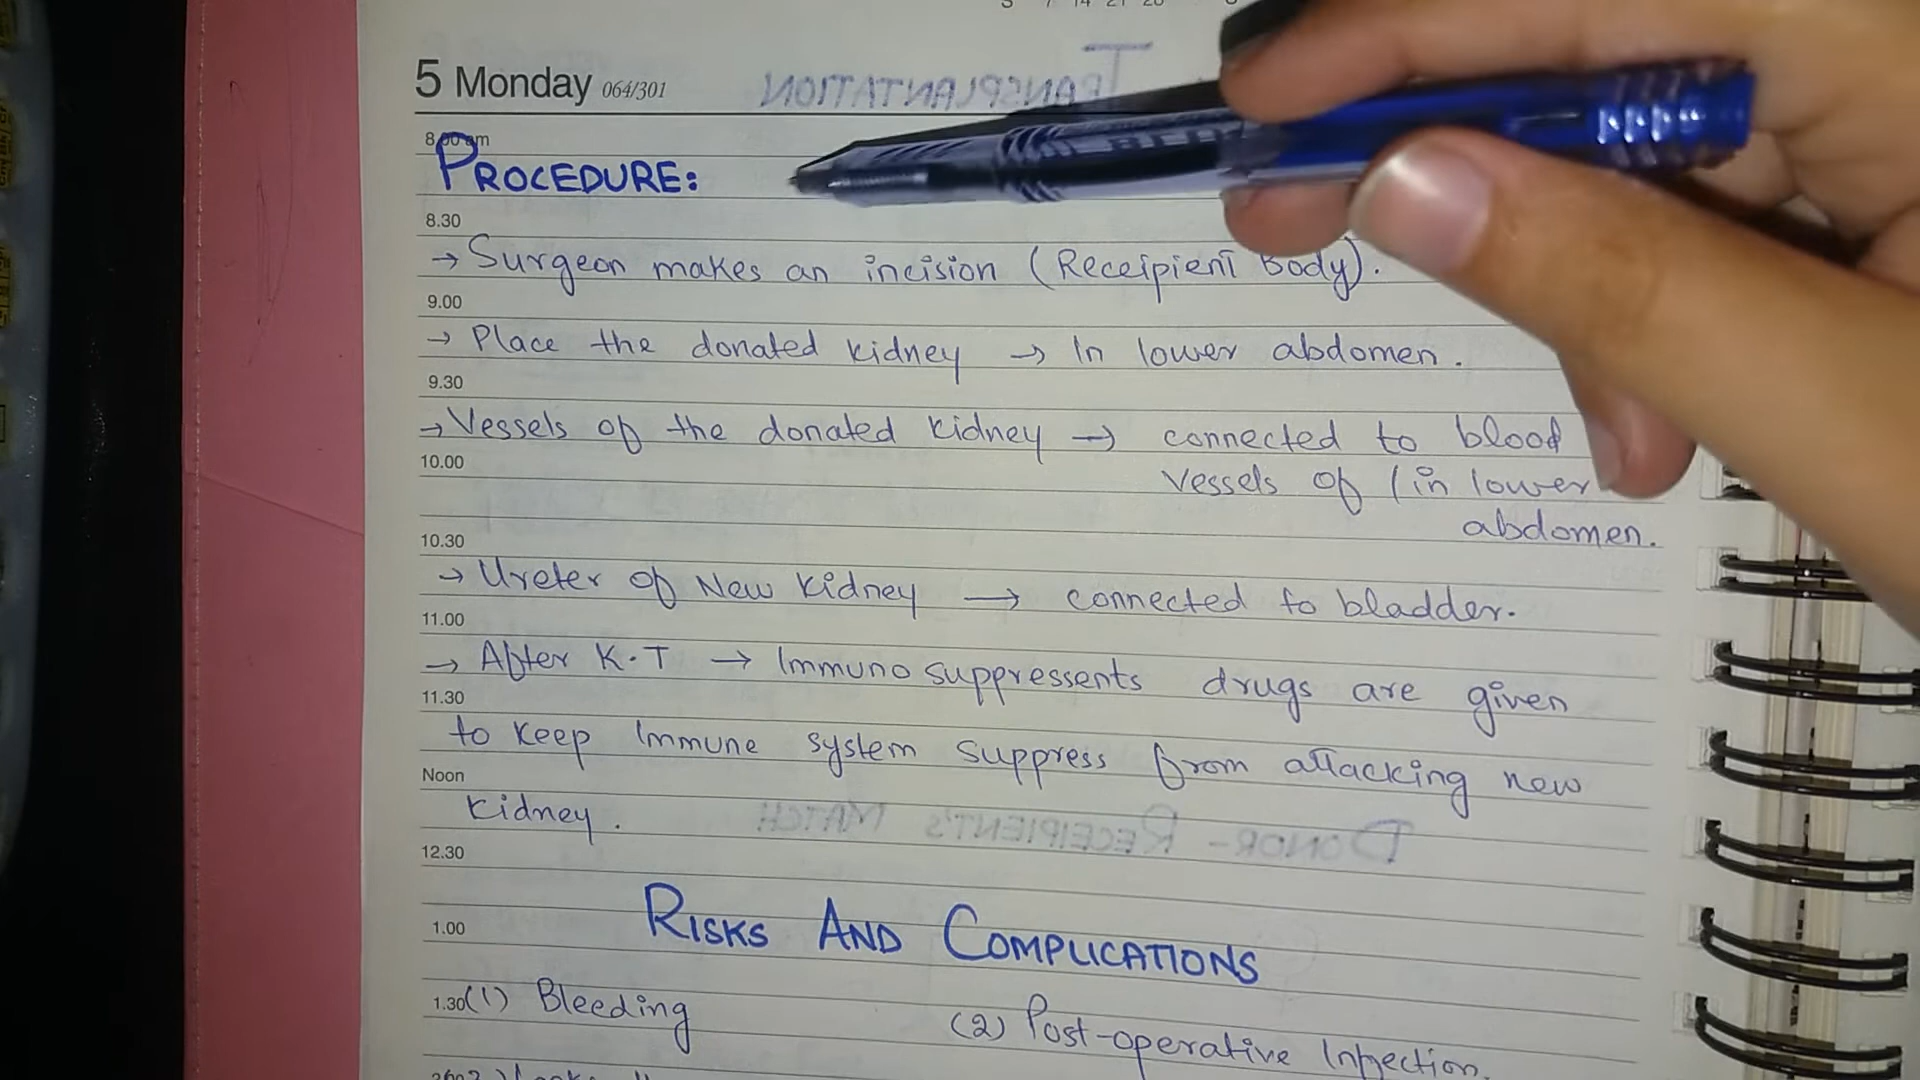 5 Monday 064/301
TRANSPLANTATION
8.00 am
PROCEDURE:
8.30
→ Surgeon makes an incision (Receipient Body).
9.00
→ Place the donated kidney → In lower abdomen.
9.30
→ Vessels of the donated kidney → connected to blood
10.00
vessels of (in lower
abdomen.
10.30
→ Ureter of New Kidney → connected to bladder.
11.00
→ After K.T → Immuno suppressents drugs are given
11.30
to keep Immune system suppress from attacking new
Noon
kidney.
DONOR - RECEIPIENT'S MATCH
12.30
RISKS AND COMPLICATIONS
1.00
1.30 (1) Bleeding
(2) Post-operative Infection.